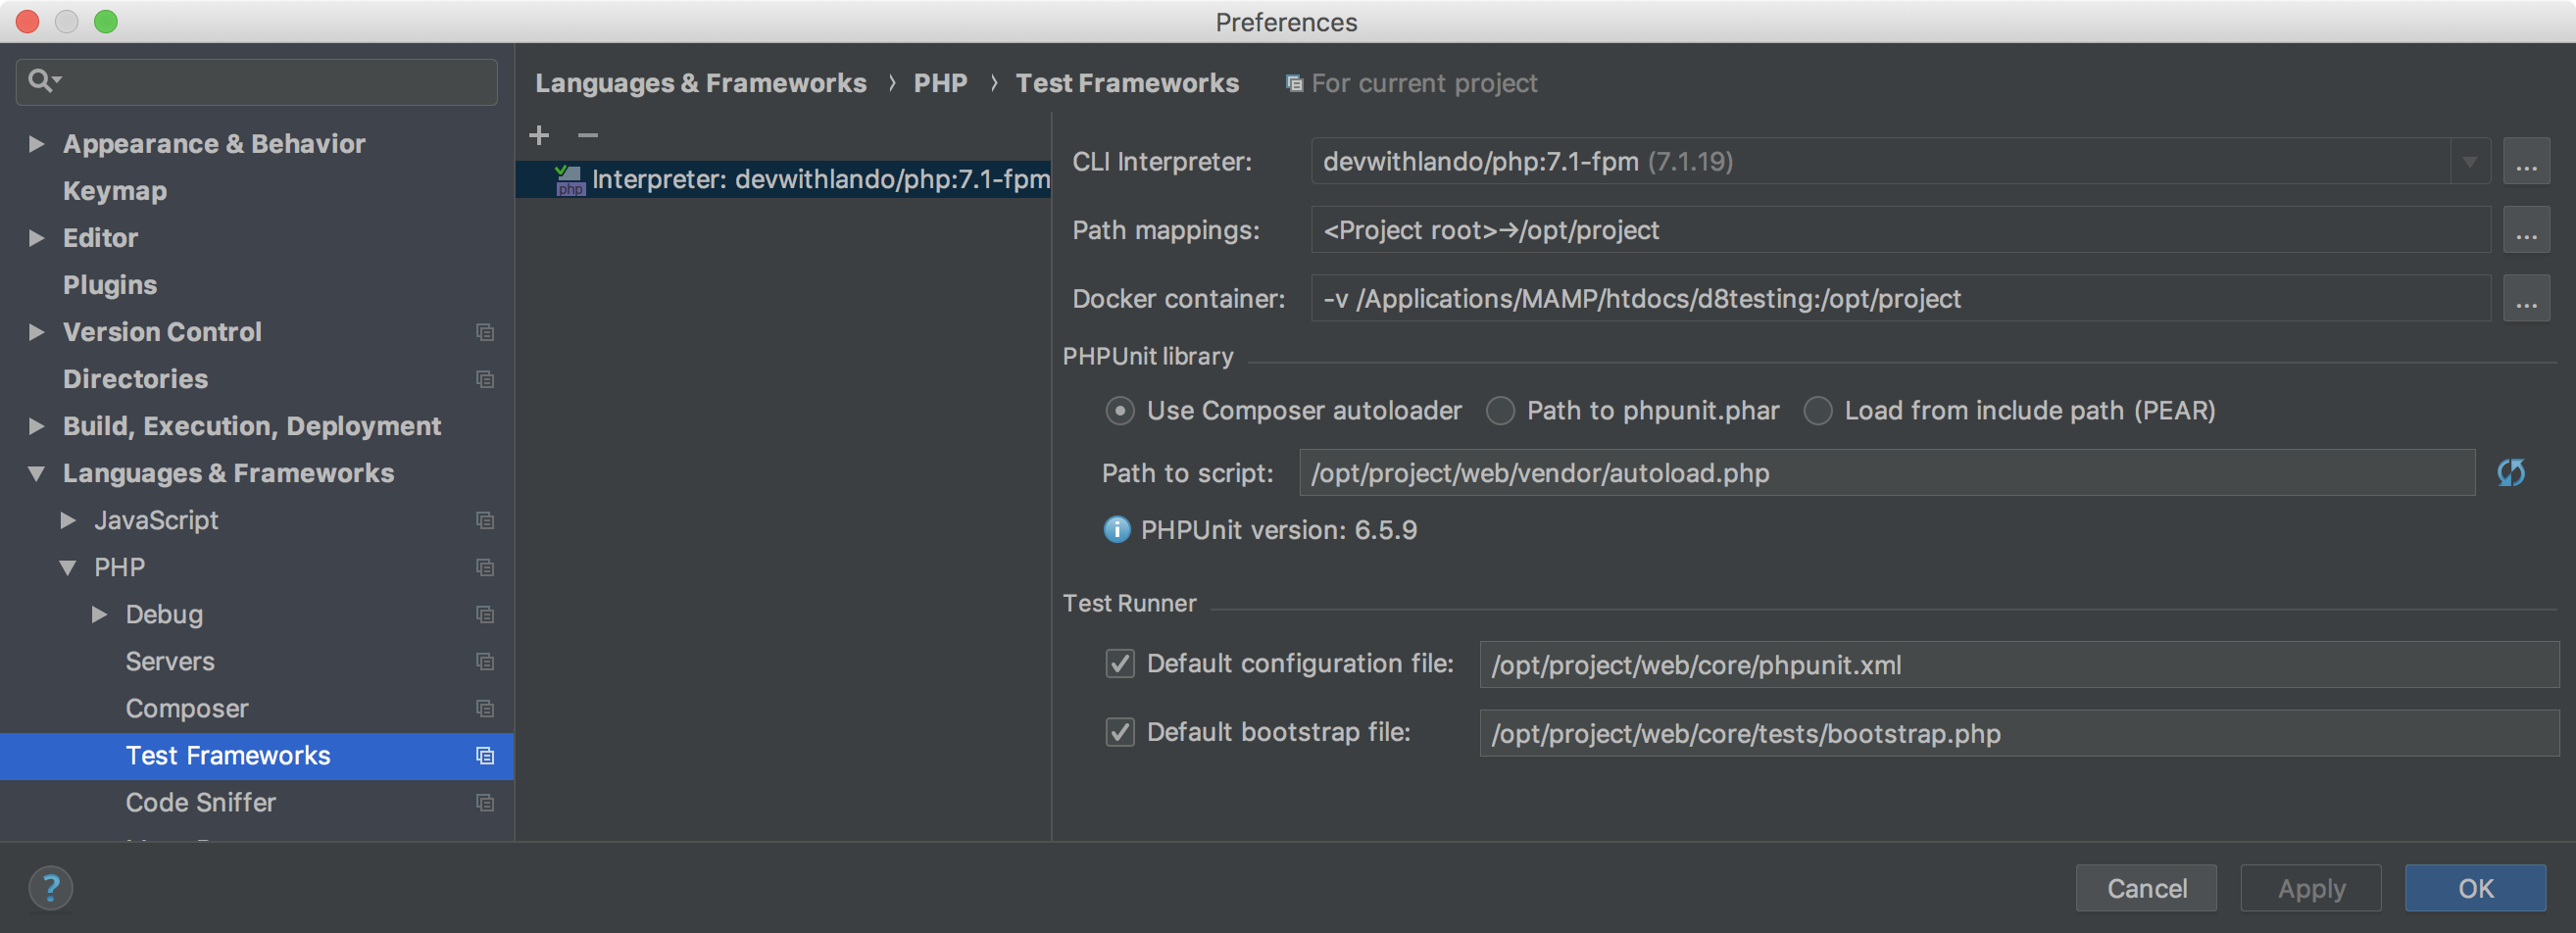 Preferences
Languages & Frameworks › PHP › Test Frameworks For current project
Appearance & Behavior
Keymap
Editor
Plugins
Version Control
Directories
Build, Execution, Deployment
Languages & Frameworks
JavaScript
PHP
Debug
Servers
Composer
Test Frameworks
Code Sniffer
php Interpreter: devwithlando/php:7.1-fpm
CLI Interpreter: devwithlando/php:7.1-fpm (7.1.19) ...
Path mappings: <Project root>→/opt/project ...
Docker container: -v /Applications/MAMP/htdocs/d8testing:/opt/project ...
PHPUnit library
Use Composer autoloader Path to phpunit.phar Load from include path (PEAR)
Path to script: /opt/project/web/vendor/autoload.php
PHPUnit version: 6.5.9
Test Runner
Default configuration file: /opt/project/web/core/phpunit.xml
Default bootstrap file: /opt/project/web/core/tests/bootstrap.php
? Cancel Apply OK